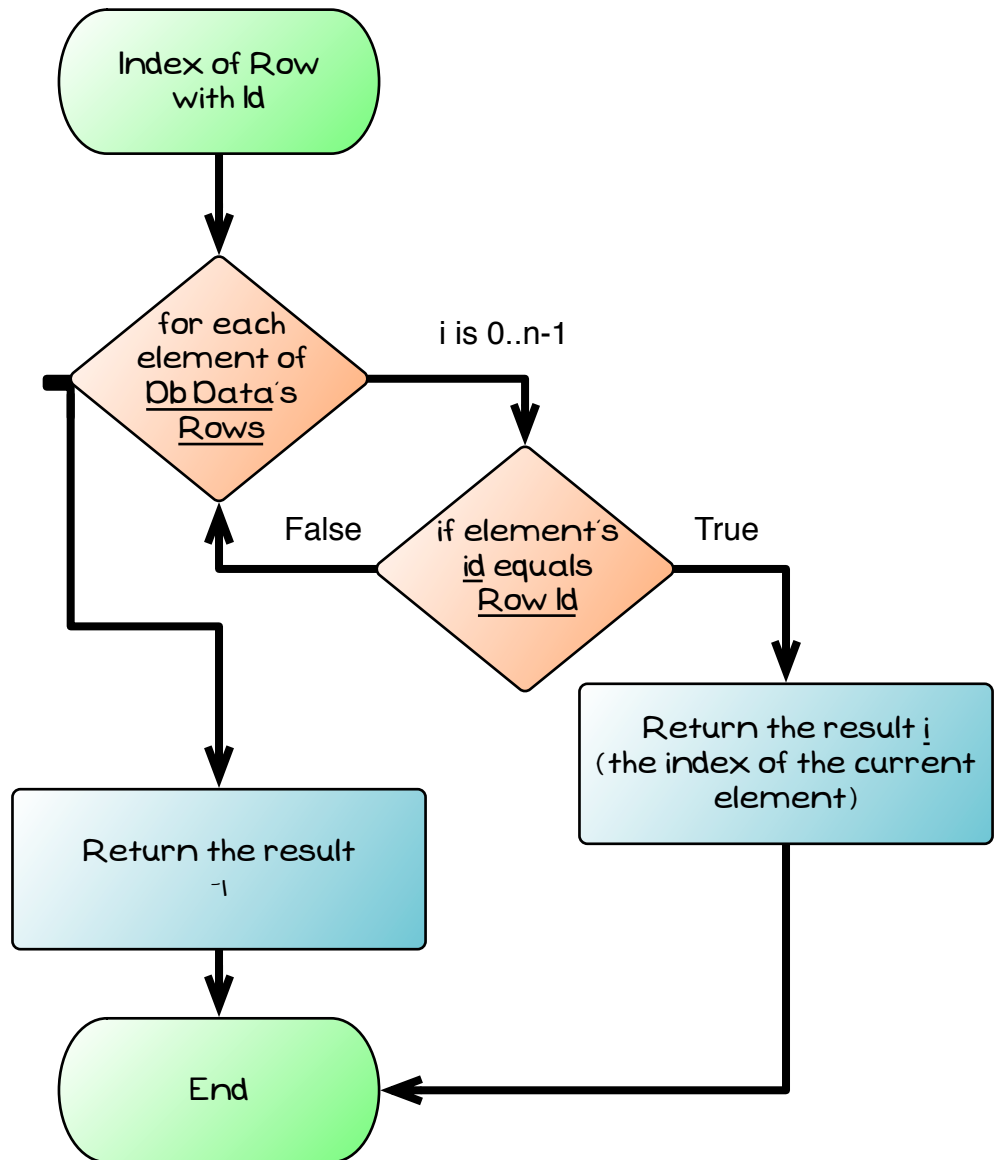 Index of Row
with Id
for each
element of
Db Data's
Rows
i is 0..n-1
if element's
id equals
Row Id
False
True
Return the result i
(the index of the current
element)
Return the result
-1
End